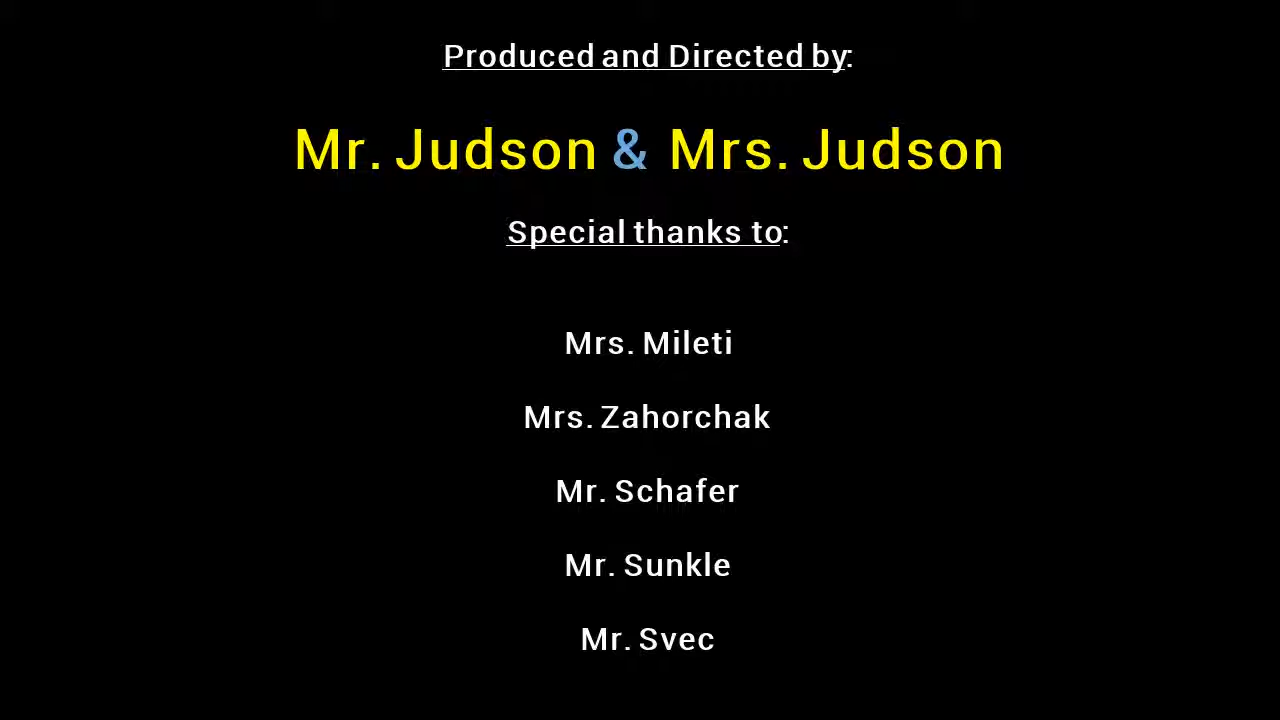 Produced and Directed by:
Mr. Judson & Mrs. Judson
Special thanks to:
Mrs. Mileti
Mrs. Zahorchak
Mr. Schafer
Mr. Sunkle
Mr. Svec